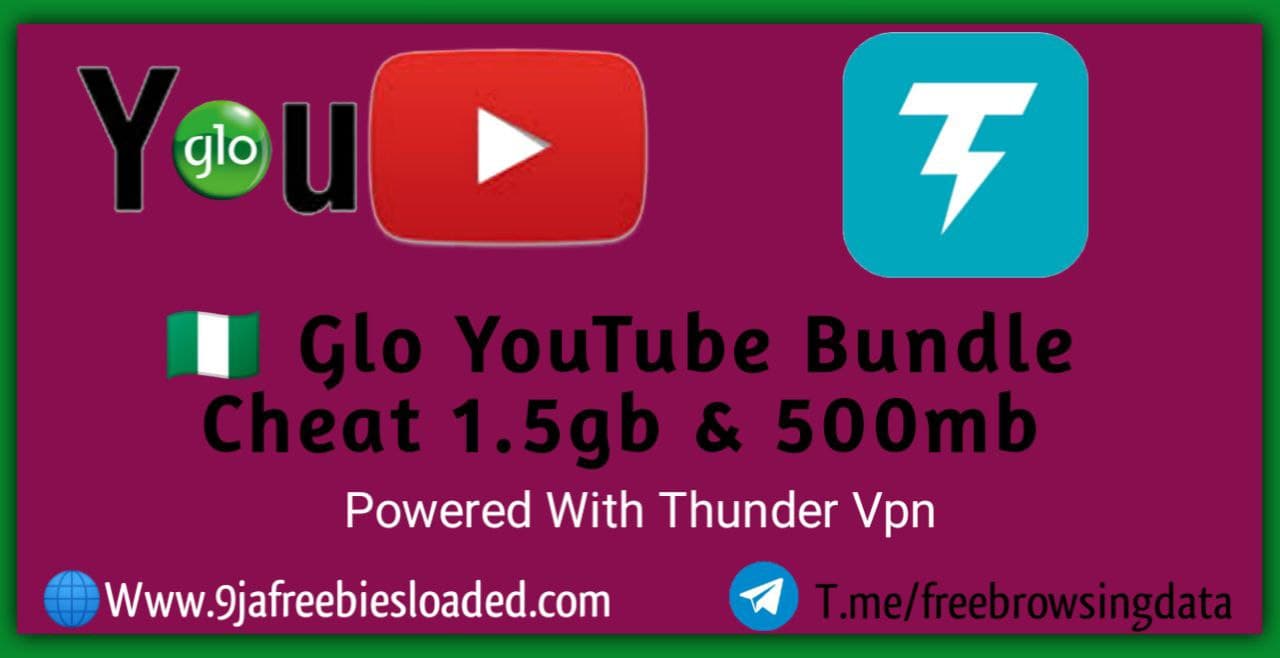 You
glo
T
🇳🇬 Glo YouTube Bundle
Cheat 1.5gb & 500mb
Powered With Thunder Vpn
Www.9jafreebiesloaded.com
T.me/freebrowsingdata